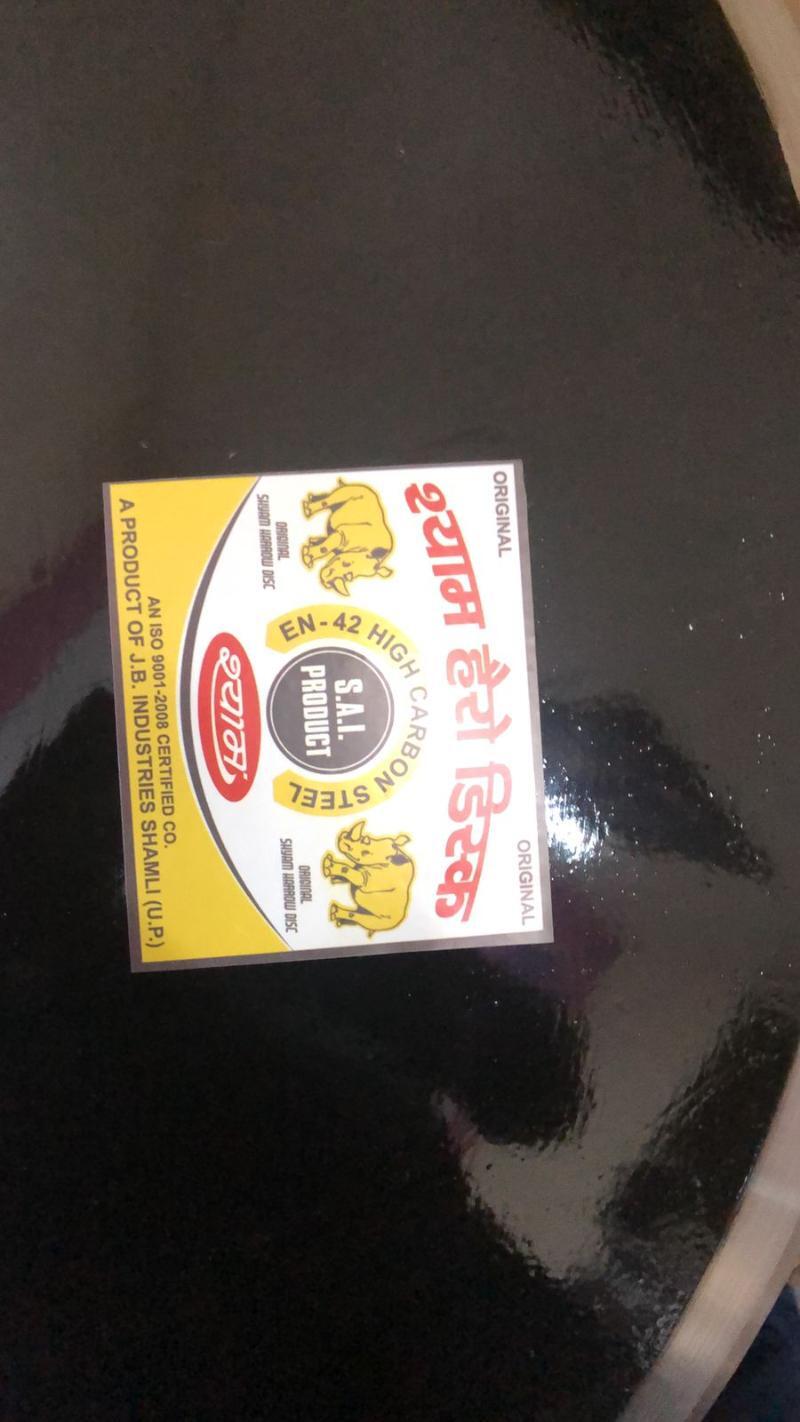 ORIGINAL ORIGINAL
श्याम हैरो डिस्क
EN-42 HIGH CARBON STEEL
S.A.I.
PRODUCT
ORIGINAL
SHYAM HARROW DISC
ORIGINAL
SHYAM HARROW DISC
श्याम
AN ISO 9001-2008 CERTIFIED CO.
A PRODUCT OF J.B. INDUSTRIES SHAMLI (U.P.)